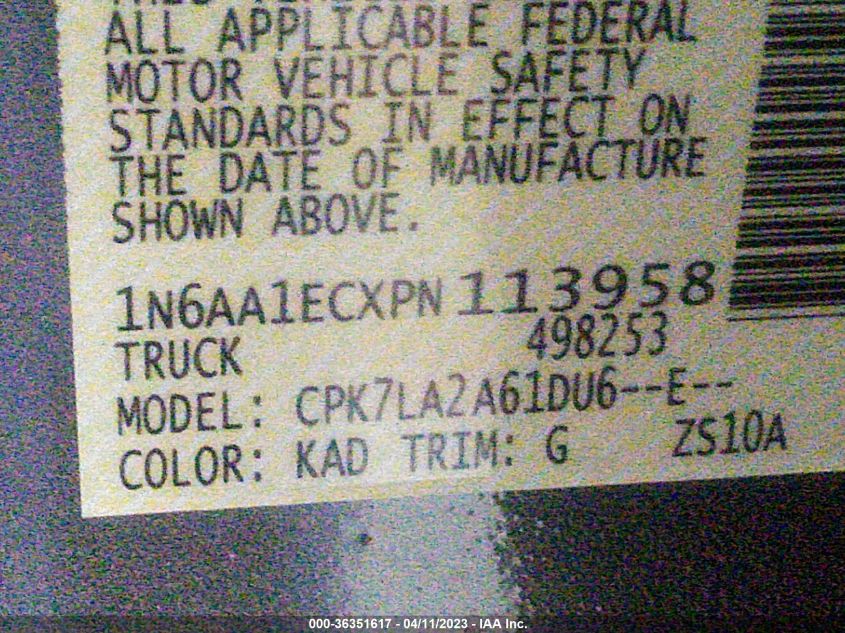 ALL APPLICABLE FEDERAL
MOTOR VEHICLE SAFETY
STANDARDS IN EFFECT ON
THE DATE OF MANUFACTURE
SHOWN ABOVE.
1N6AA1ECXPN113958
TRUCK 498253
MODEL: CPK7LA2A61DU6--E--
COLOR: KAD TRIM: G ZS10A
000-36351617 - 04/11/2023 - IAA Inc.